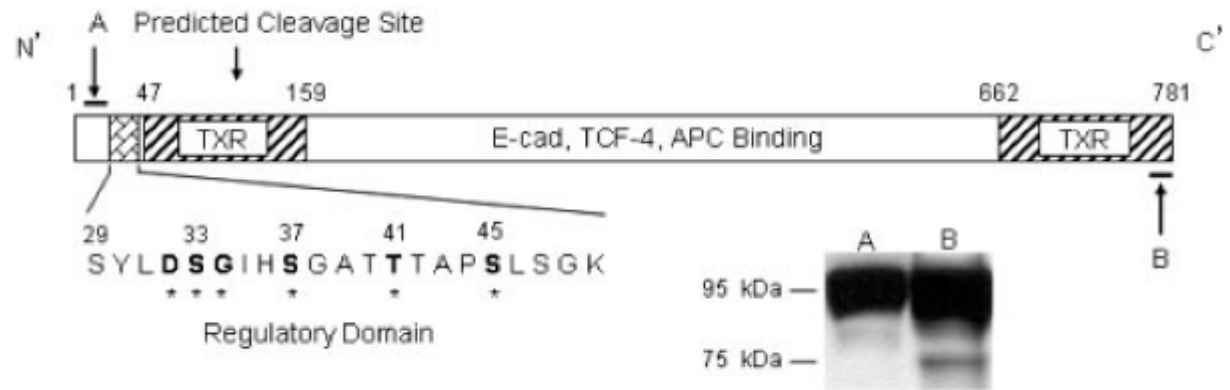 A Predicted Cleavage Site
N' C'
1 47 159 662 781
TXR E-cad, TCF-4, APC Binding TXR
29 33 37 41 45
SYLDSGIHSGATTTAPSLSGK
* * * * * *
Regulatory Domain
B
A B
95 kDa
75 kDa